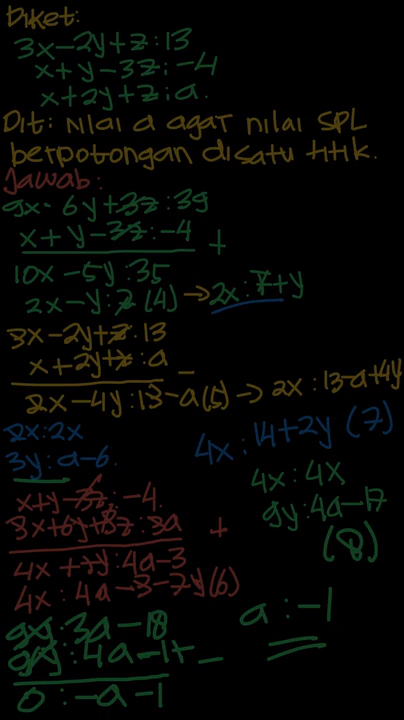 Diket:
3x-2y+z:13
x+y-3z:-4
x+2y+z:a.
Dit: nilai a agar nilai SPL
berpotongan disatu titik.
Jawab:
9x-6y+3z:39
x+y-3z:-4 +
10x-5y:35
2x-y:7(4) → 2x:7+y
3x-2y+z:13
x+2y+z:a -
2x-4y:13-a(5) → 2x:13-a+4y
2x:2x
3y:a-6.
4x:14+2y (7)
4x:4x
9y:4a-17
(8)
x+y-3z:-4
3x+6y+3z:3a +
4x+7y:4a-3
4x:4a-3-7y(6)
9y:3a-18
9y:4a-17 -
0:-a-1
a:-1